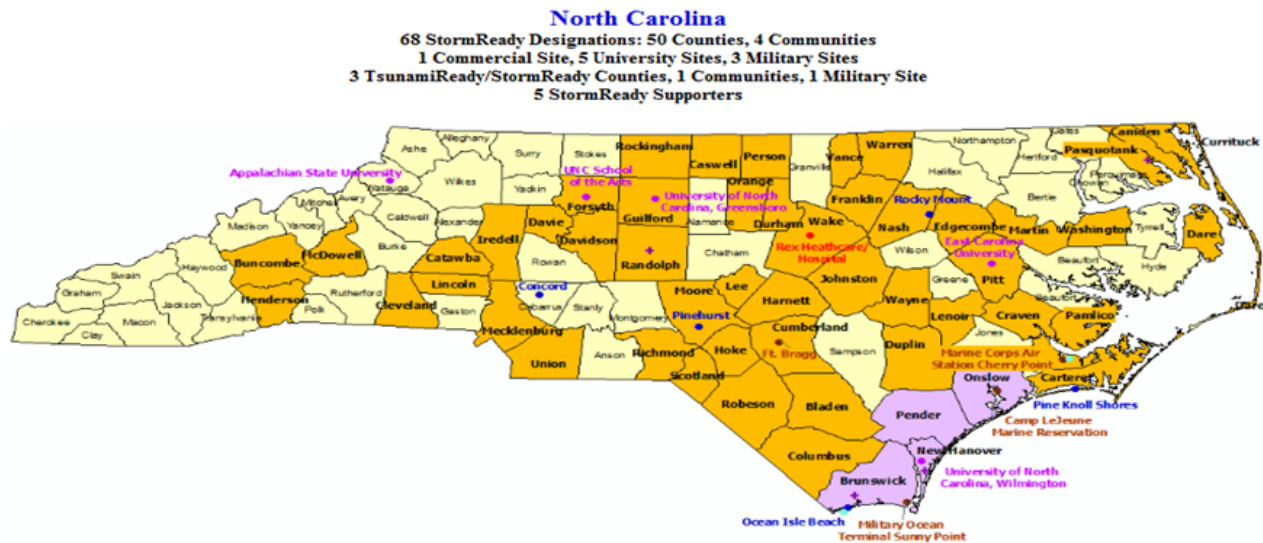 North Carolina
68 StormReady Designations: 50 Counties, 4 Communities
1 Commercial Site, 5 University Sites, 3 Military Sites
3 TsunamiReady/StormReady Counties, 1 Communities, 1 Military Site
5 StormReady Supporters
Alleghany
Ashe
Surry
Stokes
Rockingham
Caswell
Person
Granville
Vance
Warren
Northampton
Hertford
Gates
Camden
Currituck
Pasquotank
Appalachian State University
Watauga
Wilkes
Yadkin
UNC School
of the Arts
Forsyth
University of North
Carolina, Greensboro
Guilford
Orange
Alamance
Durham
Franklin
Halifax
Rocky Mount
Bertie
Chowan
Avery
Caldwell
Alexander
Davie
Iredell
Davidson
Wake
Nash
Edgecombe
Martin
Washington
Tyrrell
Dare
Madison
Yancey
Burke
McDowell
Buncombe
Catawba
Rowan
Randolph
Chatham
Rex Heathcare/
Hospital
Wilson
East Carolina
University
Pitt
Beaufort
Hyde
Swain
Haywood
Graham
Jackson
Henderson
Rutherford
Lincoln
Concord
Cabarrus
Stanly
Montgomery
Moore
Lee
Harnett
Johnston
Wayne
Greene
Beaufort
Dare
Cherokee
Macon
Clay
Transylvania
Polk
Cleveland
Gaston
Mecklenburg
Pinehurst
Cumberland
Lenoir
Craven
Pamlico
Jones
Union
Anson
Richmond
Hoke
Ft. Bragg
Sampson
Duplin
Marine Corps Air
Station Cherry Point
Scotland
Onslow
Carteret
Robeson
Bladen
Pender
Pine Knoll Shores
Camp LeJeune
Marine Reservation
Columbus
New Hanover
Brunswick
University of North
Carolina, Wilmington
Ocean Isle Beach
Military Ocean
Terminal Sunny Point